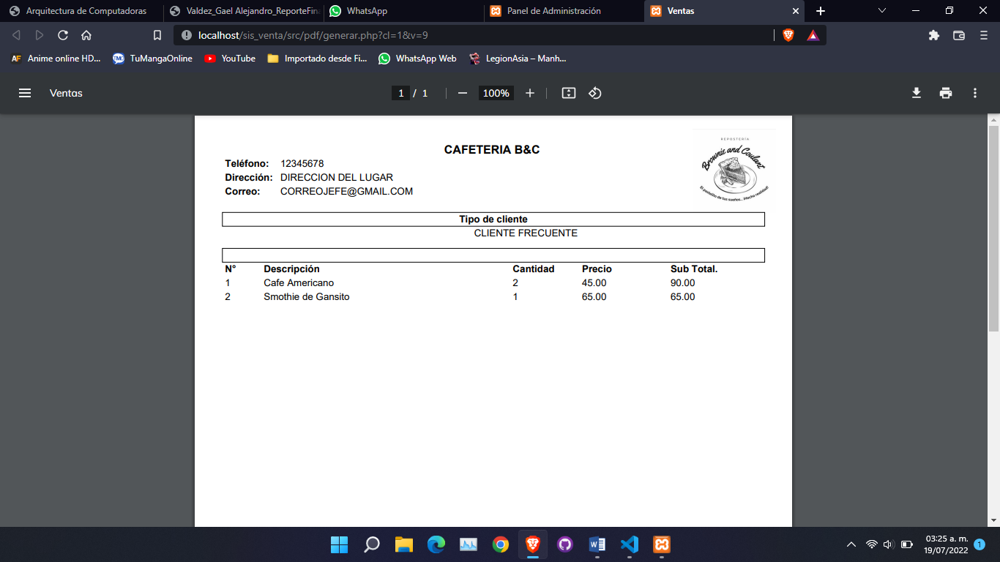 Arquitectura de Computadoras
Valdez_Gael Alejandro_ReporteFin
WhatsApp
Panel de Administración
Ventas
localhost/sis_venta/src/pdf/generar.php?cl=1&v=9
AF Anime online HD...
TMO TuMangaOnline
YouTube
Importado desde Fi...
WhatsApp Web
LegionAsia – Manh...
Ventas
1 / 1
100%
REPOSTERÍA
Brownie and Coulant
El pastelito de tus sueños... ¡Hecho realidad!
CAFETERIA B&C
Teléfono: 12345678
Dirección: DIRECCION DEL LUGAR
Correo: CORREOJEFE@GMAIL.COM
Tipo de cliente
CLIENTE FRECUENTE
N° Descripción Cantidad Precio Sub Total.
1 Cafe Americano 2 45.00 90.00
2 Smothie de Gansito 1 65.00 65.00
03:25 a. m.
19/07/2022
1